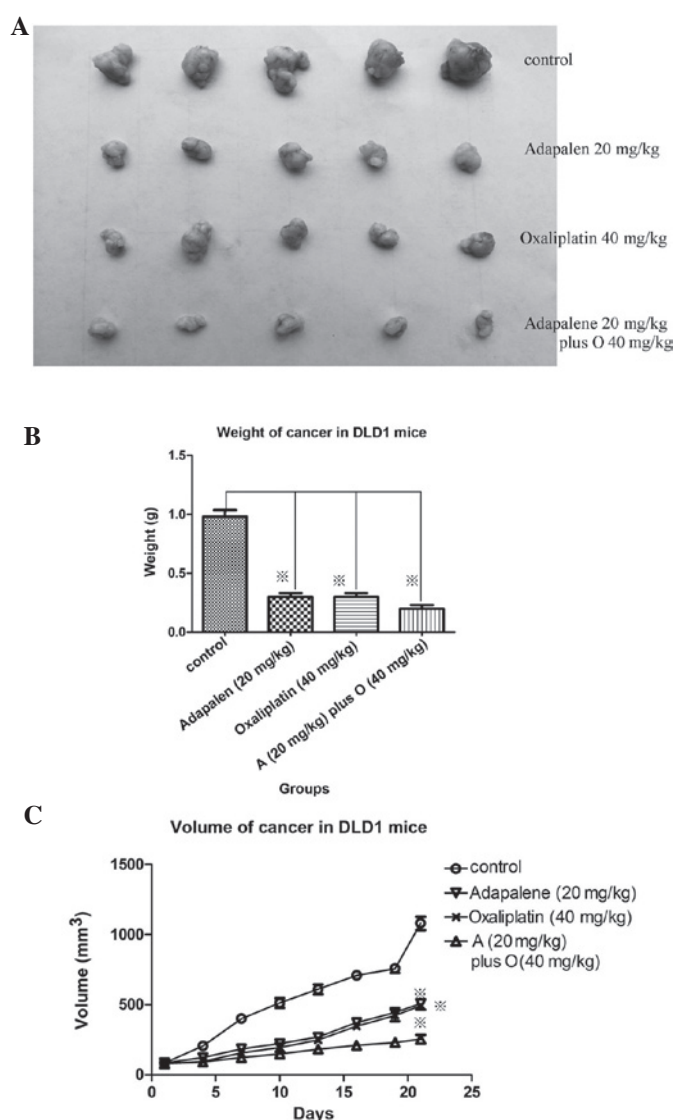 A
control
Adapalen 20 mg/kg
Oxaliplatin 40 mg/kg
Adapalene 20 mg/kg
plus O 40 mg/kg
B
Weight of cancer in DLD1 mice
1.5
1.0
0.5
0.0
Weight (g)
※ ※ ※
control
Adapalen (20 mg/kg)
Oxaliplatin (40 mg/kg)
A (20 mg/kg) plus O (40 mg/kg)
Groups
C
Volume of cancer in DLD1 mice
1500
1000
500
0
Volume (mm³)
control
Adapalene (20 mg/kg)
Oxaliplatin (40 mg/kg)
A (20 mg/kg)
plus O(40 mg/kg)
※
※
※
0 5 10 15 20 25
Days